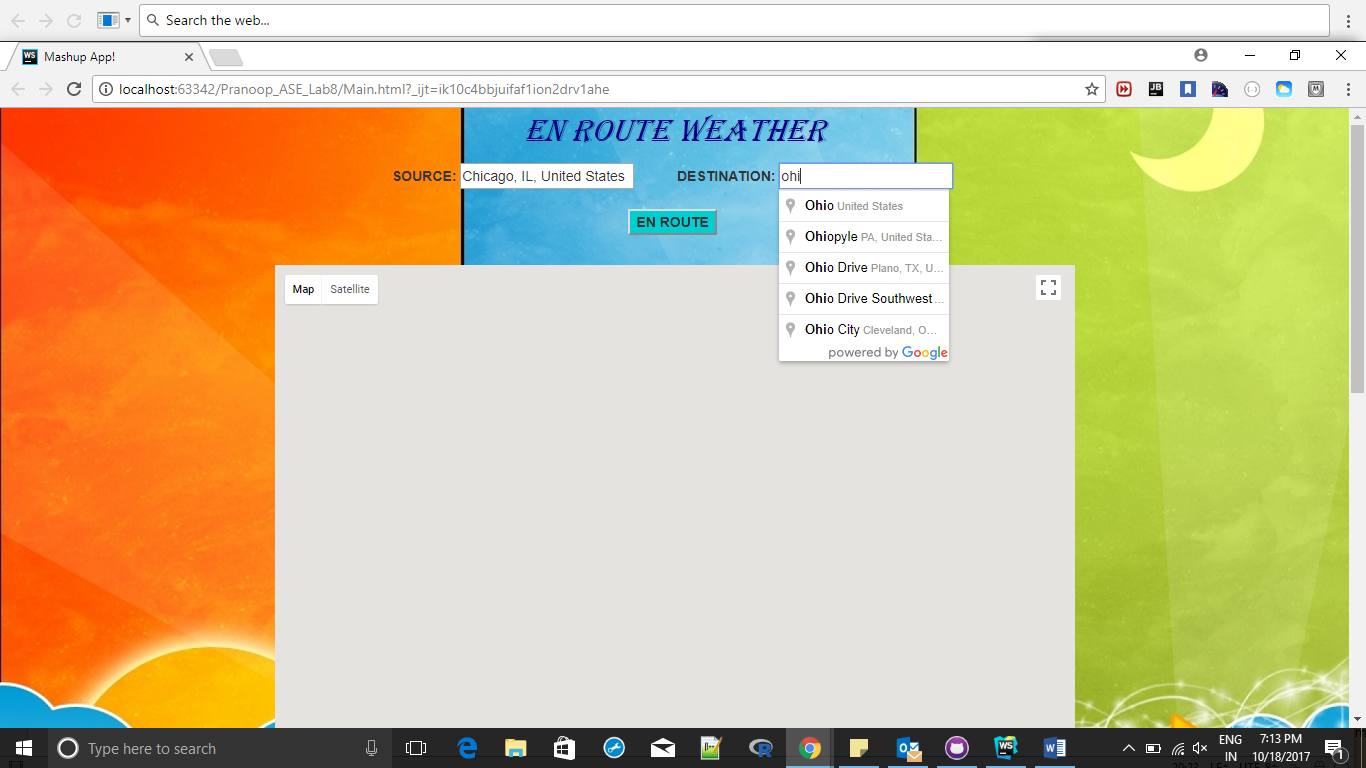 Search the web...
Mashup App!
localhost:63342/Pranoop_ASE_Lab8/Main.html?_ijt=ik10c4bbjuifaf1ion2drv1ahe
JB
EN ROUTE WEATHER
SOURCE: Chicago, IL, United States DESTINATION: ohi
EN ROUTE
Ohio United States
Ohiopyle PA, United Sta...
Ohio Drive Plano, TX, U...
Ohio Drive Southwest...
Ohio City Cleveland, O...
powered by Google
Map Satellite
Type here to search
ENG
IN
7:13 PM
10/18/2017
1